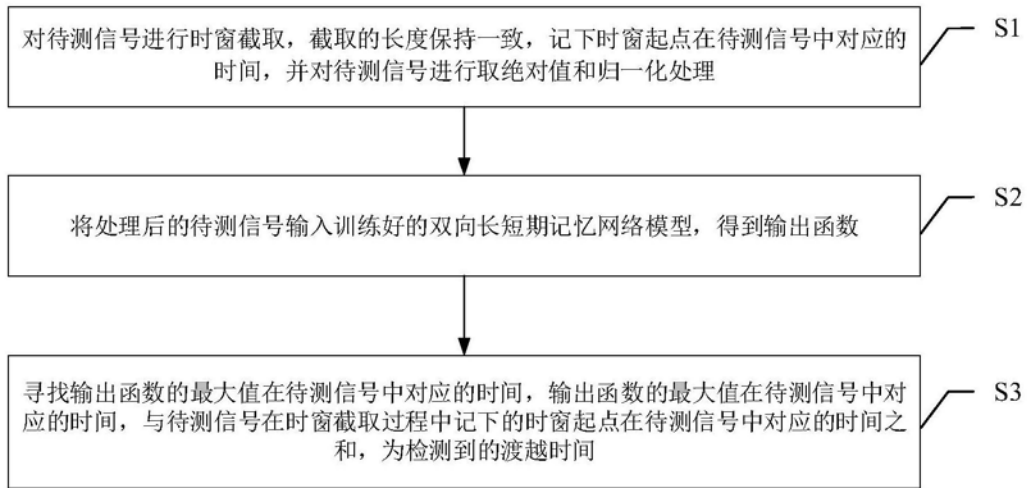 对待测信号进行时窗截取，截取的长度保持一致，记下时窗起点在待测信号中对应的
时间，并对待测信号进行取绝对值和归一化处理
S1
将处理后的待测信号输入训练好的双向长短期记忆网络模型，得到输出函数
S2
寻找输出函数的最大值在待测信号中对应的时间，输出函数的最大值在待测信号中对
应的时间，与待测信号在时窗截取过程中记下的时窗起点在待测信号中对应的时间之
和，为检测到的渡越时间
S3